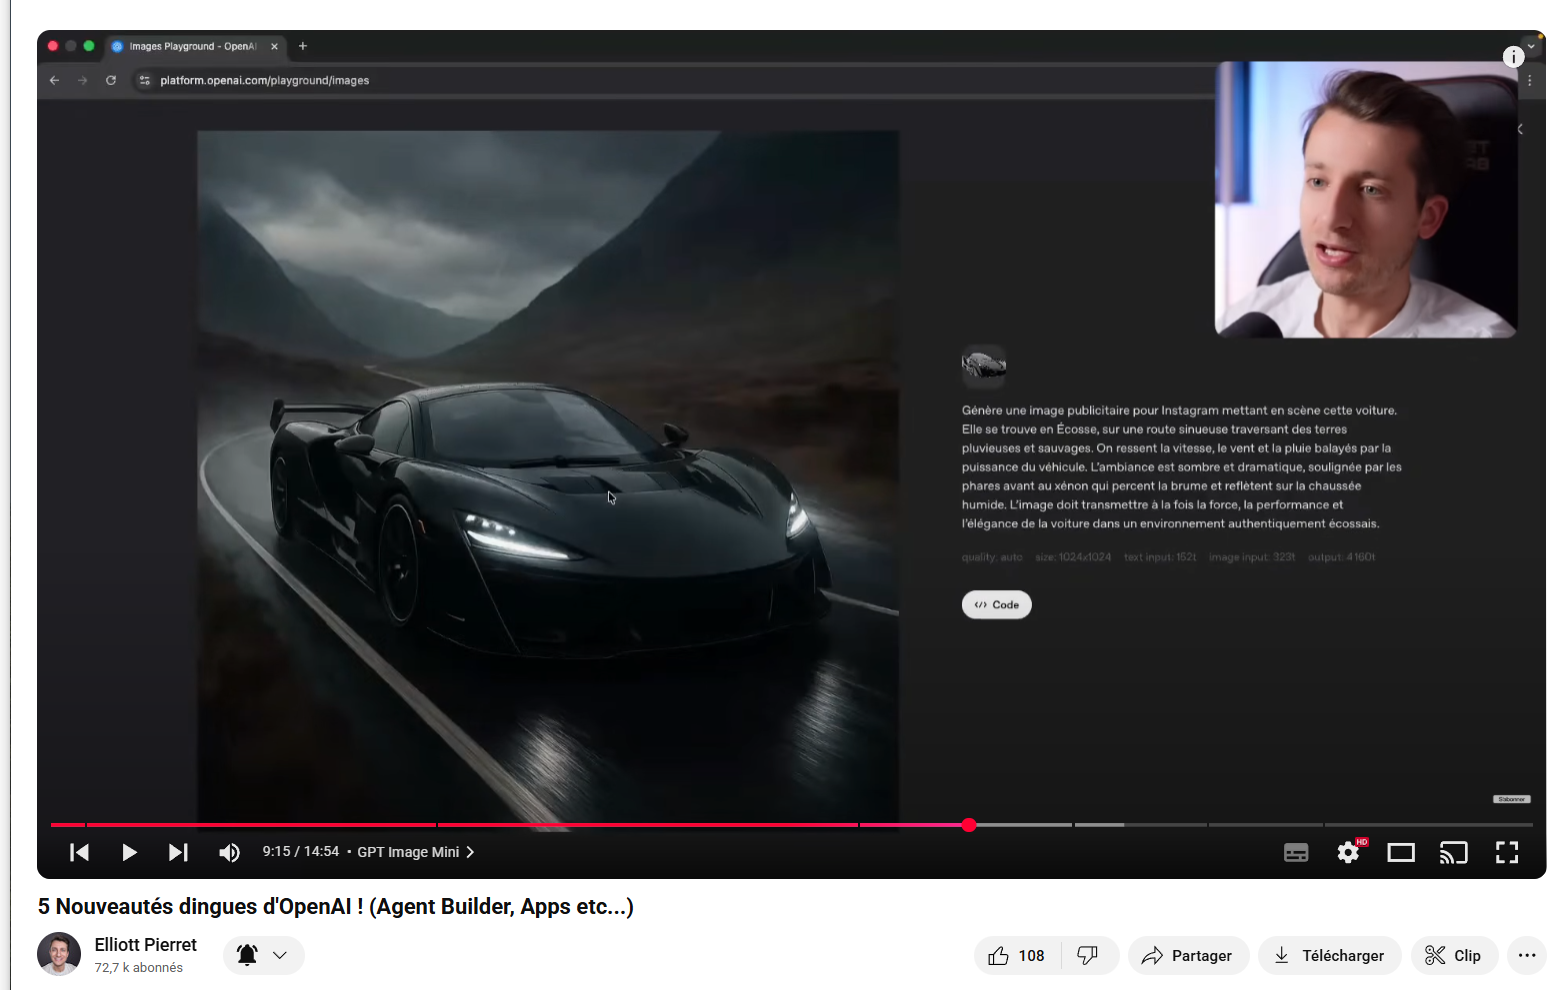 Images Playground - OpenAI
platform.openai.com/playground/images
Génère une image publicitaire pour Instagram mettant en scène cette voiture.
Elle se trouve en Écosse, sur une route sinueuse traversant des terres
pluvieuses et sauvages. On ressent la vitesse, le vent et la pluie balayés par la
puissance du véhicule. L'ambiance est sombre et dramatique, soulignée par les
phares avant au xénon qui percent la brume et reflètent sur la chaussée
humide. L'image doit transmettre à la fois la force, la performance et
l'élégance de la voiture dans un environnement authentiquement écossais.
quality: auto size: 1024x1024 text input: 152t image input: 323t output: 4160t
</> Code
S'abonner
9:15 / 14:54 • GPT Image Mini
HD
5 Nouveautés dingues d'OpenAI ! (Agent Builder, Apps etc...)
Elliott Pierret
72,7 k abonnés
108
Partager
Télécharger
Clip